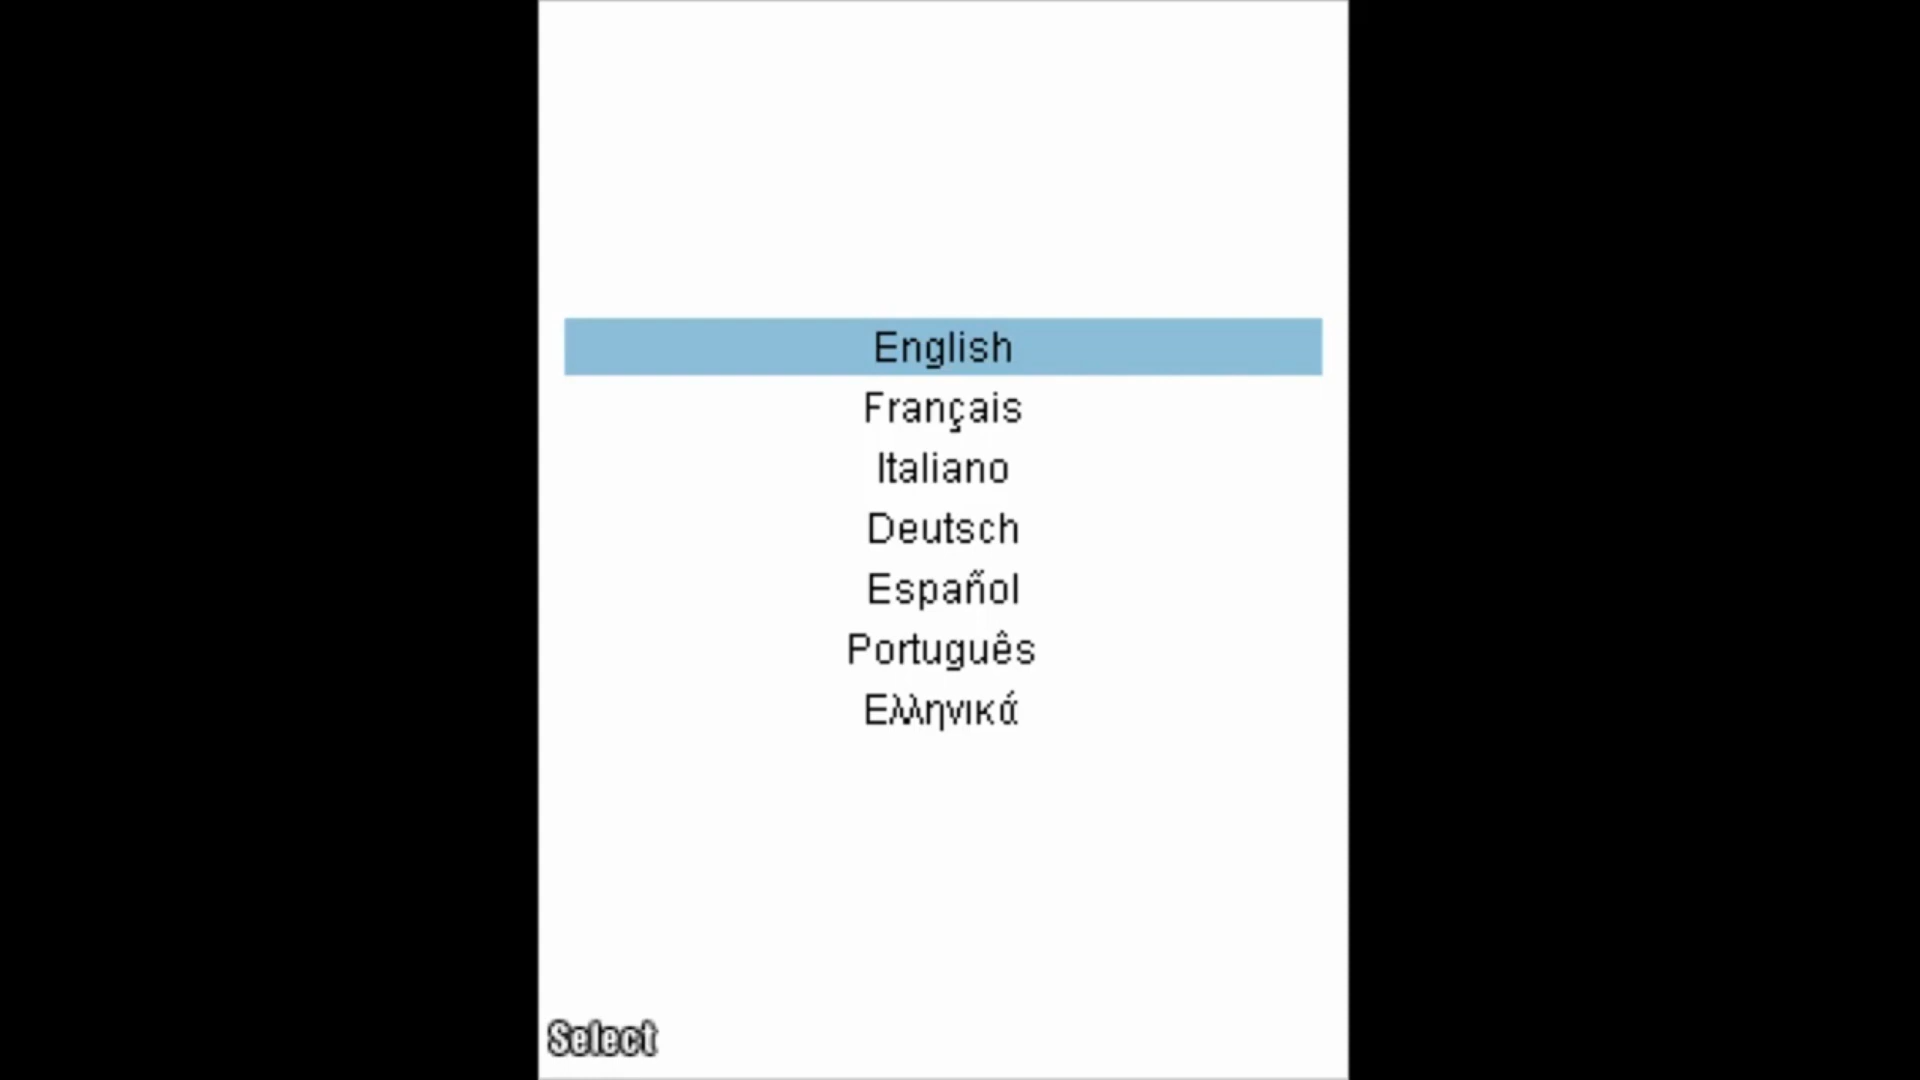 English
Français
Italiano
Deutsch
Español
Português
Ελληνικά
Select